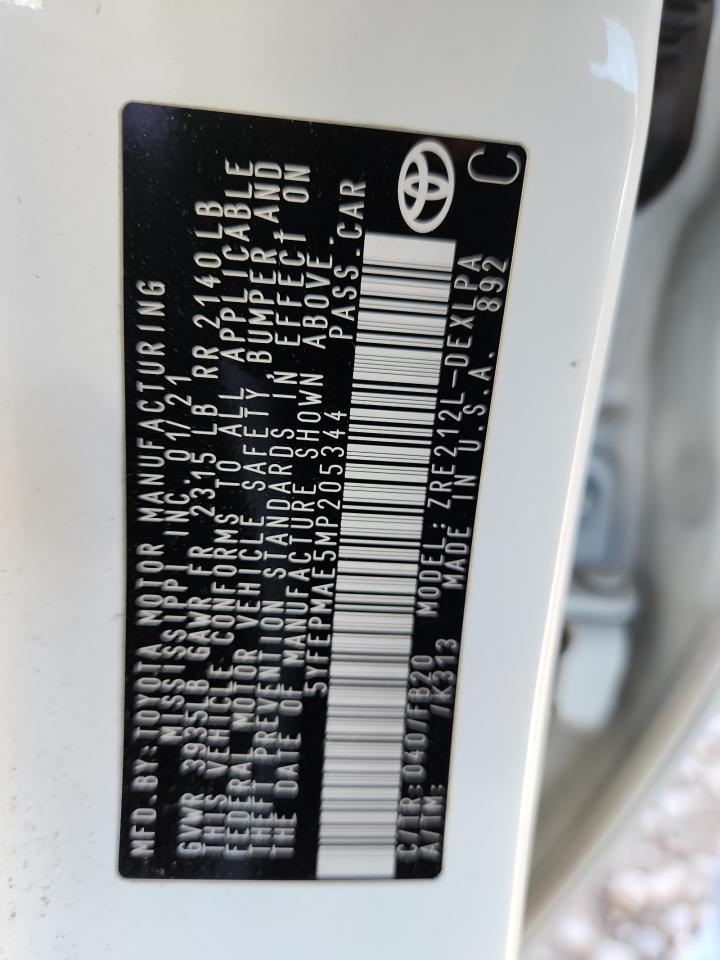 MFD.BY:TOYOTA MOTOR MANUFACTURING
MISSISSIPPI INC.01/21
GVWR 3935LB GAWR FR 2315 LB RR 2140LB
THIS VEHICLE CONFORMS TO ALL APPLICABLE
FEDERAL MOTOR VEHICLE SAFETY,BUMPER,AND
THEFT PREVENTION STANDARDS IN EFFECT ON
THE DATE OF MANUFACTURE SHOWN ABOVE.
5YFEPMAE5MP205344 PASS.CAR
C/TR:040/FB20 MODEL:ZRE212L-DEXLPA
A/TM: /K313 MADE IN U.S.A. 892
C